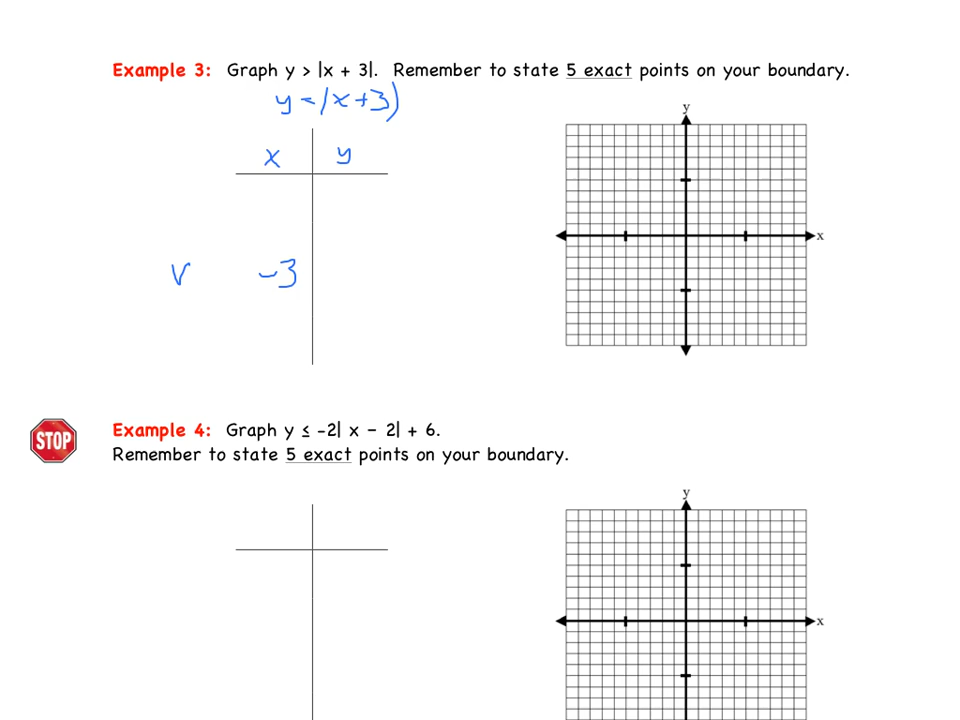 Example 3: Graph y > |x + 3|. Remember to state 5 exact points on your boundary.
y = |x+3|
y
x y
x
V -3
STOP
Example 4: Graph y ≤ -2| x − 2| + 6.
Remember to state 5 exact points on your boundary.
y
x